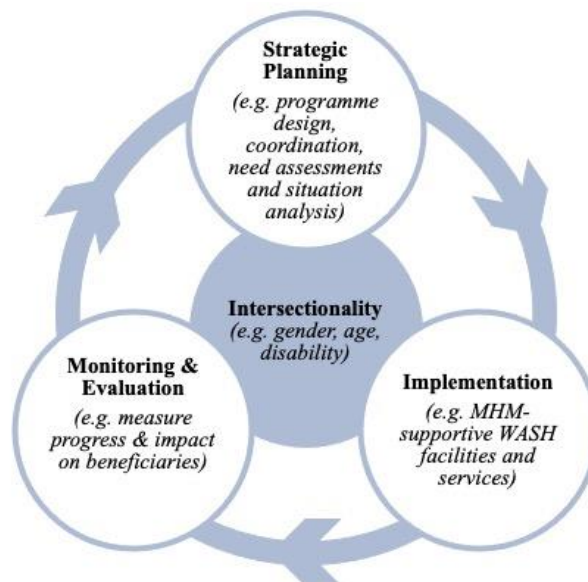 Strategic
Planning
(e.g. programme
design,
coordination,
need assessments
and situation
analysis)
Intersectionality
(e.g. gender, age,
disability)
Monitoring &
Evaluation
(e.g. measure
progress & impact
on beneficiaries)
Implementation
(e.g. MHM-
supportive WASH
facilities and
services)